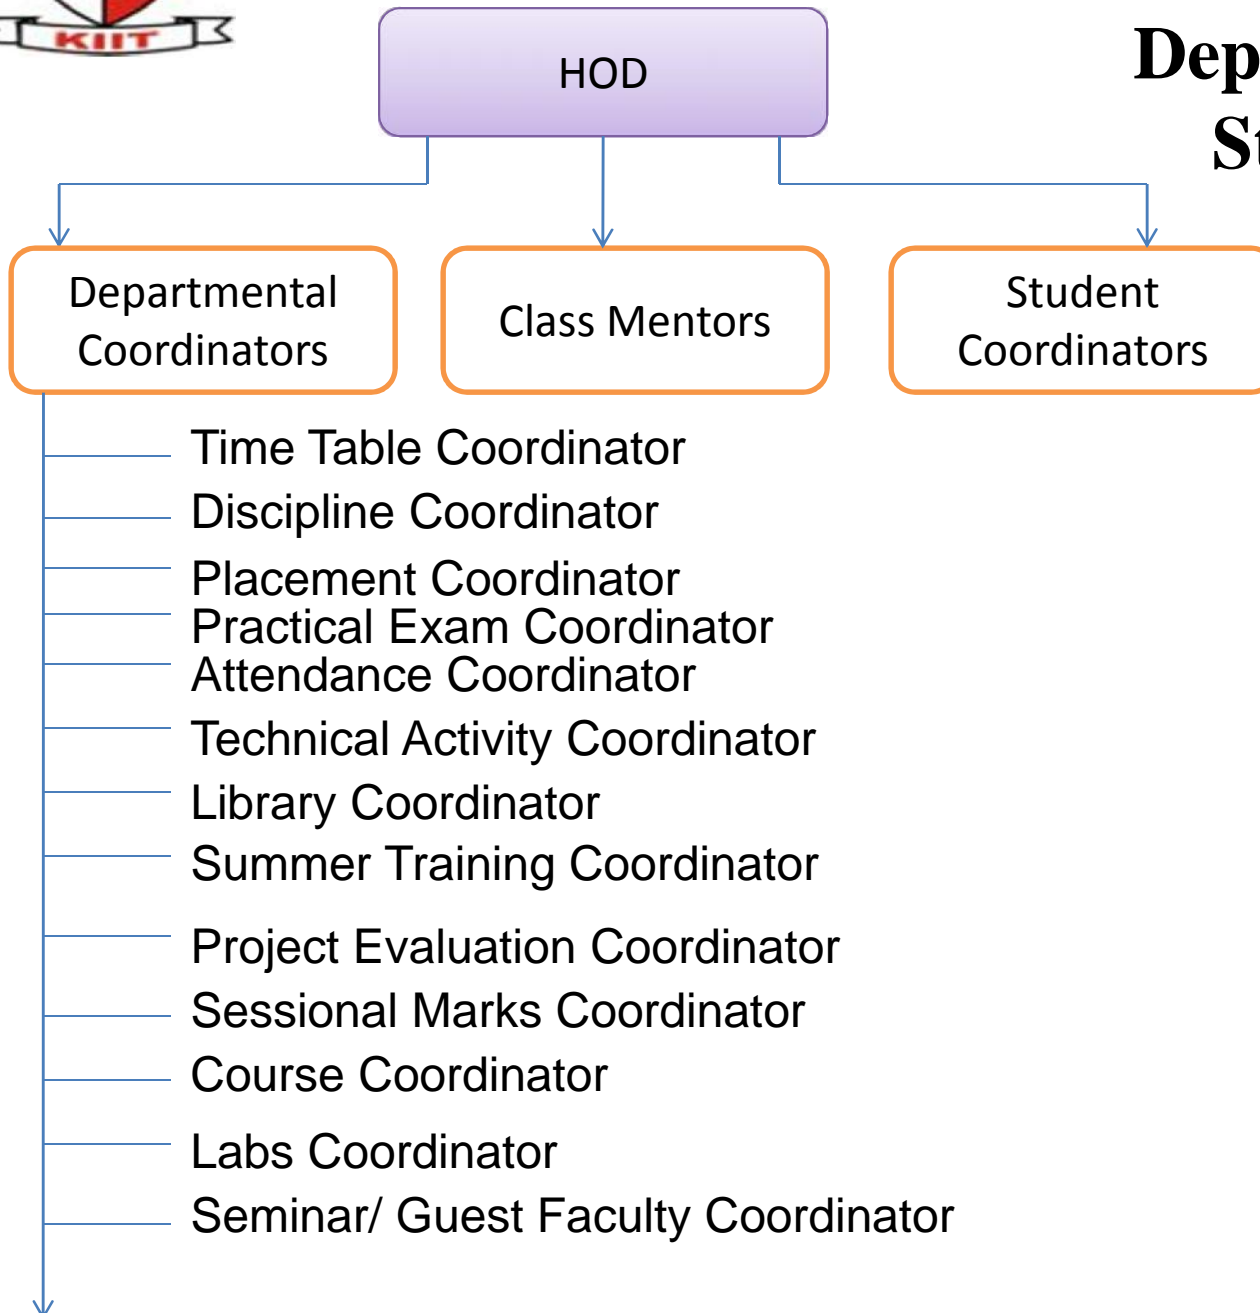 KIIT
HOD
Departmental
Coordinators
Class Mentors
Student
Coordinators
Time Table Coordinator
Discipline Coordinator
Placement Coordinator
Practical Exam Coordinator
Attendance Coordinator
Technical Activity Coordinator
Library Coordinator
Summer Training Coordinator
Project Evaluation Coordinator
Sessional Marks Coordinator
Course Coordinator
Labs Coordinator
Seminar/ Guest Faculty Coordinator